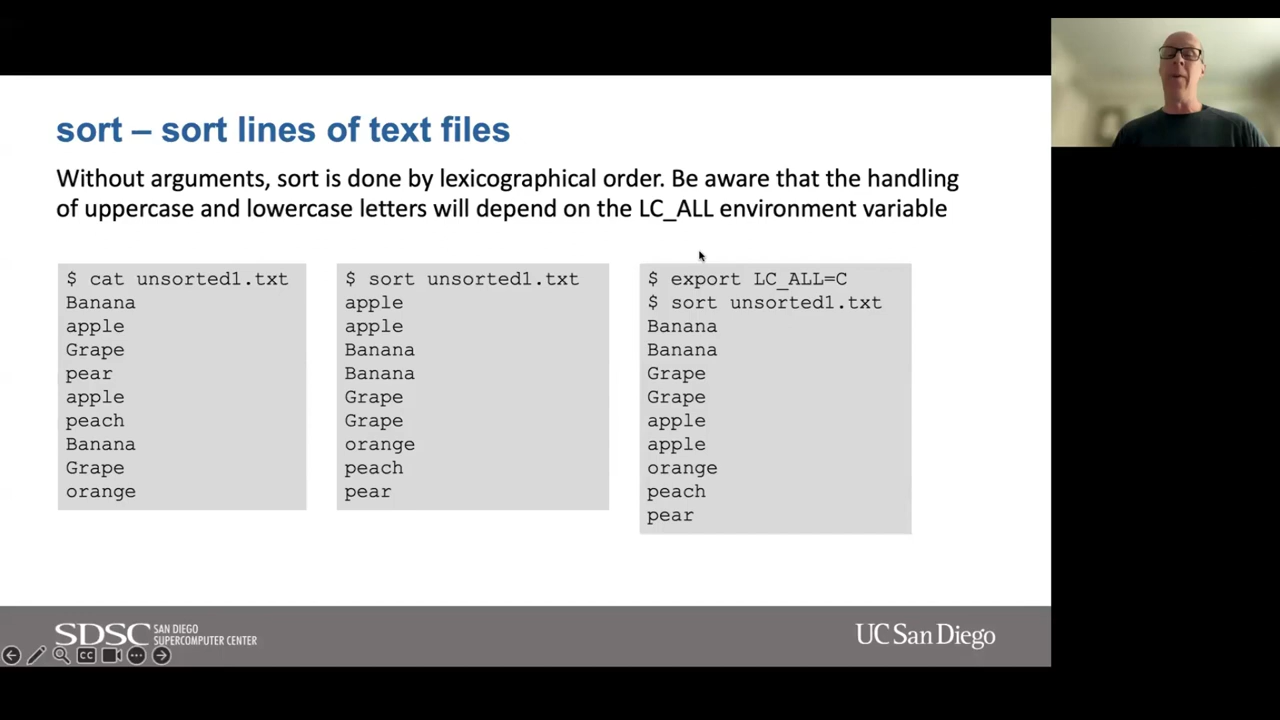 sort – sort lines of text files
Without arguments, sort is done by lexicographical order. Be aware that the handling
of uppercase and lowercase letters will depend on the LC_ALL environment variable
$ cat unsorted1.txt
Banana
apple
Grape
pear
apple
peach
Banana
Grape
orange
$ sort unsorted1.txt
apple
apple
Banana
Banana
Grape
Grape
orange
peach
pear
$ export LC_ALL=C
$ sort unsorted1.txt
Banana
Banana
Grape
Grape
apple
apple
orange
peach
pear
SDSC SAN DIEGO
SUPERCOMPUTER CENTER
UC San Diego
CC